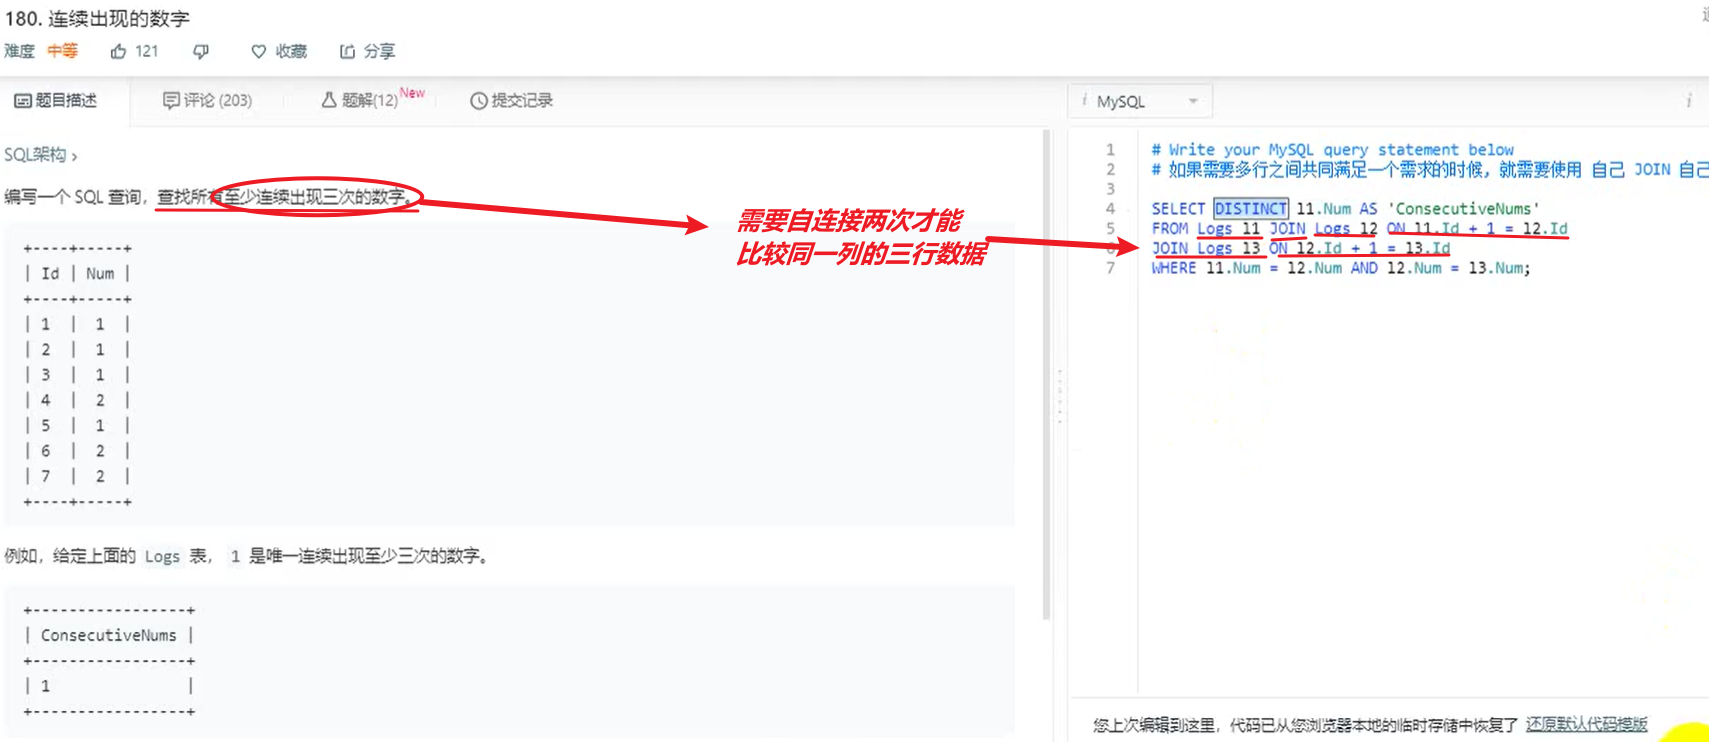 180. 连续出现的数字
难度 中等 121 收藏 分享
题目描述 评论 (203) 题解(12) New 提交记录
SQL架构 ›
编写一个 SQL 查询，查找所有至少连续出现三次的数字。
+----+-----+
| Id | Num |
+----+-----+
| 1 | 1 |
| 2 | 1 |
| 3 | 1 |
| 4 | 2 |
| 5 | 1 |
| 6 | 2 |
| 7 | 2 |
+----+-----+
例如，给定上面的 Logs 表， 1 是唯一连续出现至少三次的数字。
+-----------------+
| ConsecutiveNums |
+-----------------+
| 1 |
+-----------------+
需要自连接两次才能
比较同一列的三行数据
i MySQL i
1 # Write your MySQL query statement below
2 # 如果需要多行之间共同满足一个需求的时候，就需要使用 自己 JOIN 自己
3
4 SELECT DISTINCT l1.Num AS 'ConsecutiveNums'
5 FROM Logs l1 JOIN Logs l2 ON l1.Id + 1 = l2.Id
6 JOIN Logs l3 ON l2.Id + 1 = l3.Id
7 WHERE l1.Num = l2.Num AND l2.Num = l3.Num;
您上次编辑到这里，代码已从您浏览器本地的临时存储中恢复了 还原默认代码模版